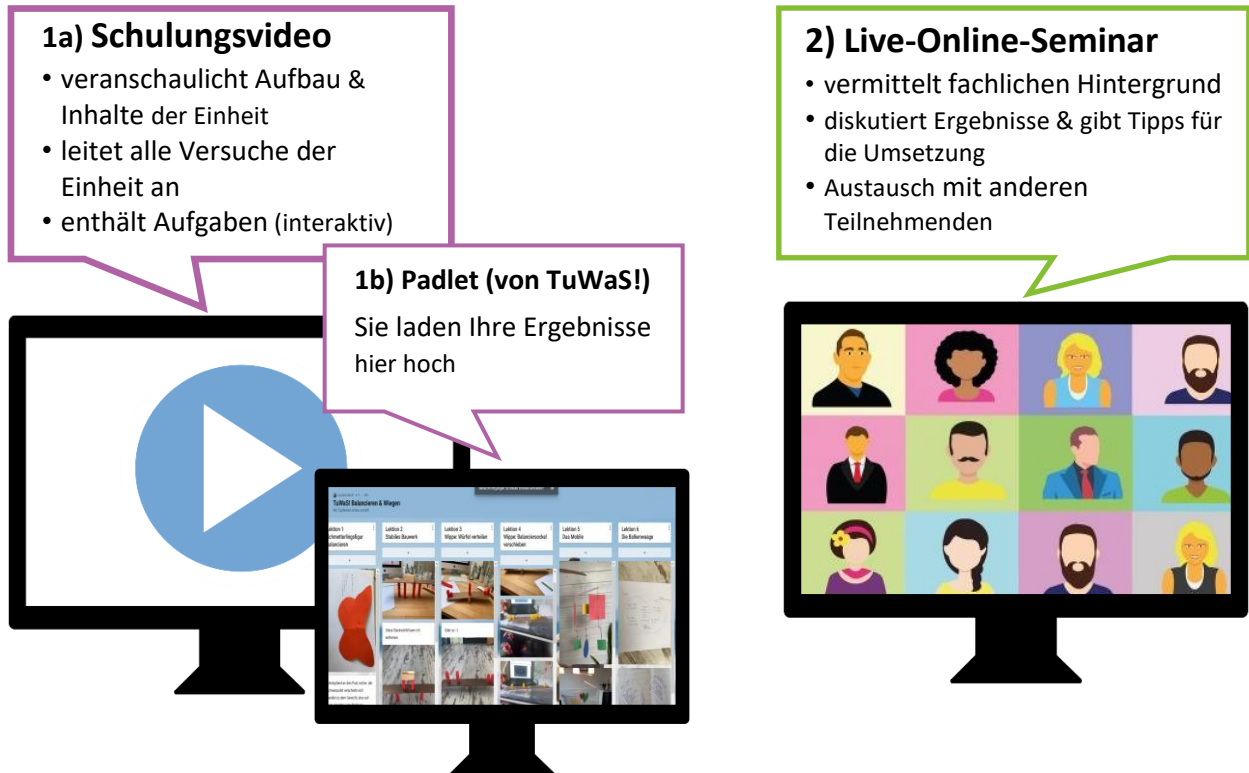 1a) Schulungsvideo
• veranschaulicht Aufbau &
Inhalte der Einheit
• leitet alle Versuche der
Einheit an
• enthält Aufgaben (interaktiv)
1b) Padlet (von TuWaS!)
Sie laden Ihre Ergebnisse
hier hoch
TuWaS! Balancieren & Wiegen
Lektion 1
balancieren
Lektion 2
Stabiles Bauwerk
Lektion 3
Wippe: Würfel verteilen
Lektion 4
Wippe: Balanciersockel
verschieben
Lektion 5
Das Mobile
Lektion 6
Die Balkenwaage
2) Live-Online-Seminar
• vermittelt fachlichen Hintergrund
• diskutiert Ergebnisse & gibt Tipps für
die Umsetzung
• Austausch mit anderen
Teilnehmenden